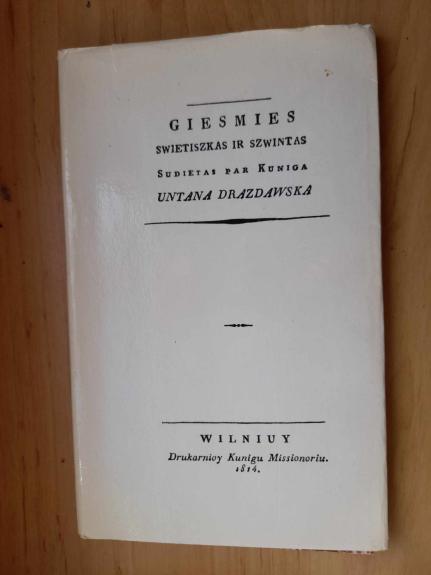 GIESMIES
SWIETISZKAS IR SZWINTAS
SUDIETAS PAR KUNIGA
UNTANA DRAZDAWSKA
WILNIUY
Drukarnioy Kunigu Missionoriu.
1814.